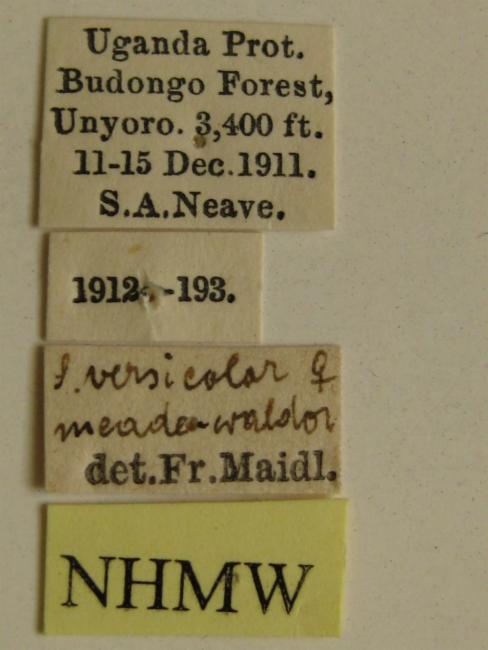 Uganda Prot.
Budongo Forest,
Unyoro. 3,400 ft.
11-15 Dec.1911.
S.A.Neave.
1912-193.
S. versicolor ♀
meade-waldoi
det.Fr.Maidl.
NHMW